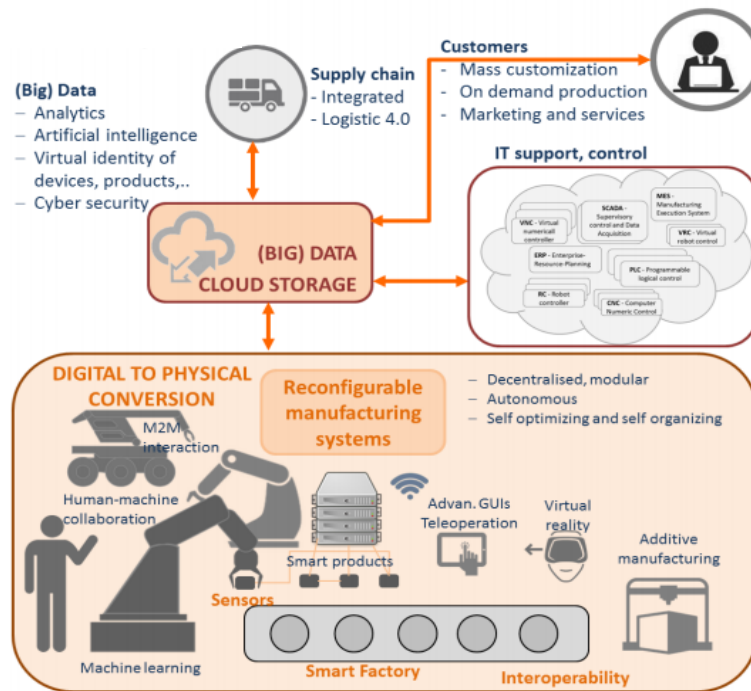 (Big) Data
– Analytics
– Artificial intelligence
– Virtual identity of
devices, products,..
– Cyber security
Supply chain
- Integrated
- Logistic 4.0
Customers
- Mass customization
- On demand production
- Marketing and services
IT support, control
VNC - Virtual
numericall
controller
SCADA -
Supervisory
control and Data
Acquisition
MES -
Manufacturing
Execution System
VRC - Virtual
robot control
ERP - Enterprise-
Resource-Planning
PLC - Programmable
logical control
RC - Robot
controller
CNC - Computer
Numeric Control
(BIG) DATA
CLOUD STORAGE
DIGITAL TO PHYSICAL
CONVERSION
Reconfigurable
manufacturing
systems
– Decentralised, modular
– Autonomous
– Self optimizing and self organizing
M2M
interaction
Human-machine
collaboration
Advan. GUIs
Teleoperation
Virtual
reality
Additive
manufacturing
Smart products
Sensors
Machine learning
Smart Factory
Interoperability